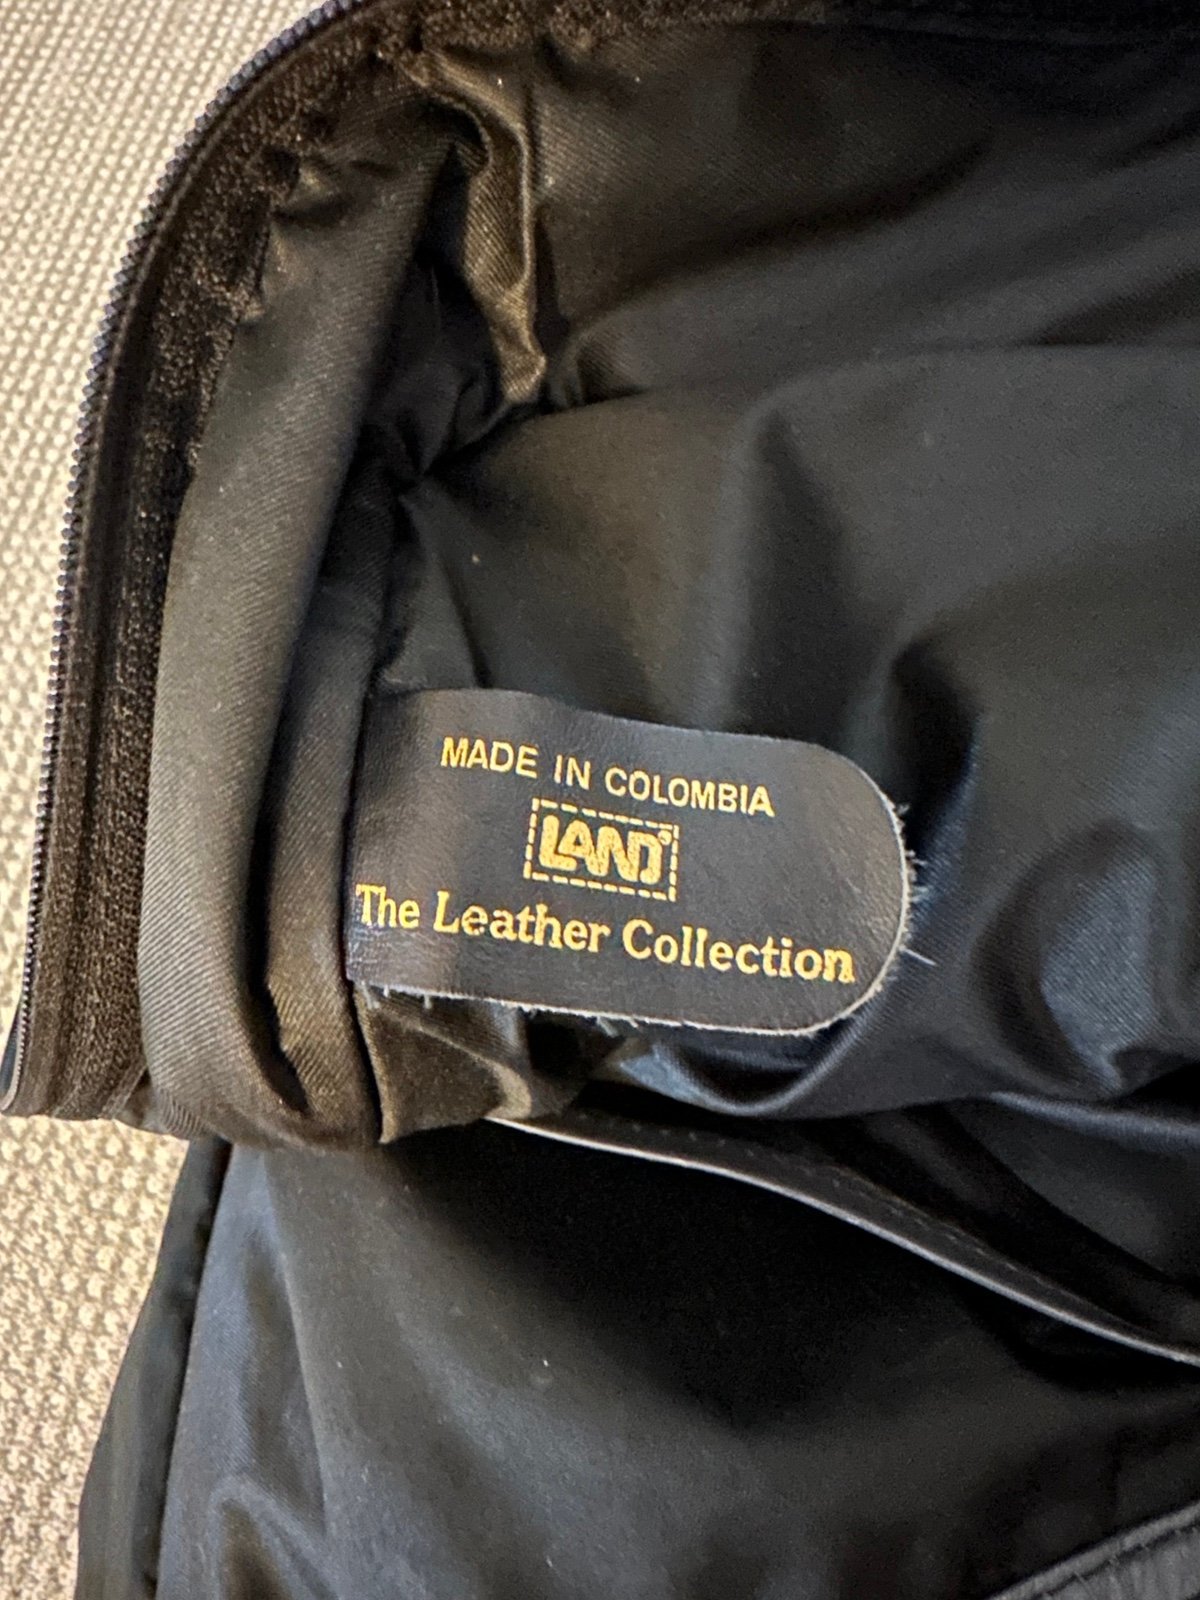 MADE IN COLOMBIA
LAND®
The Leather Collection